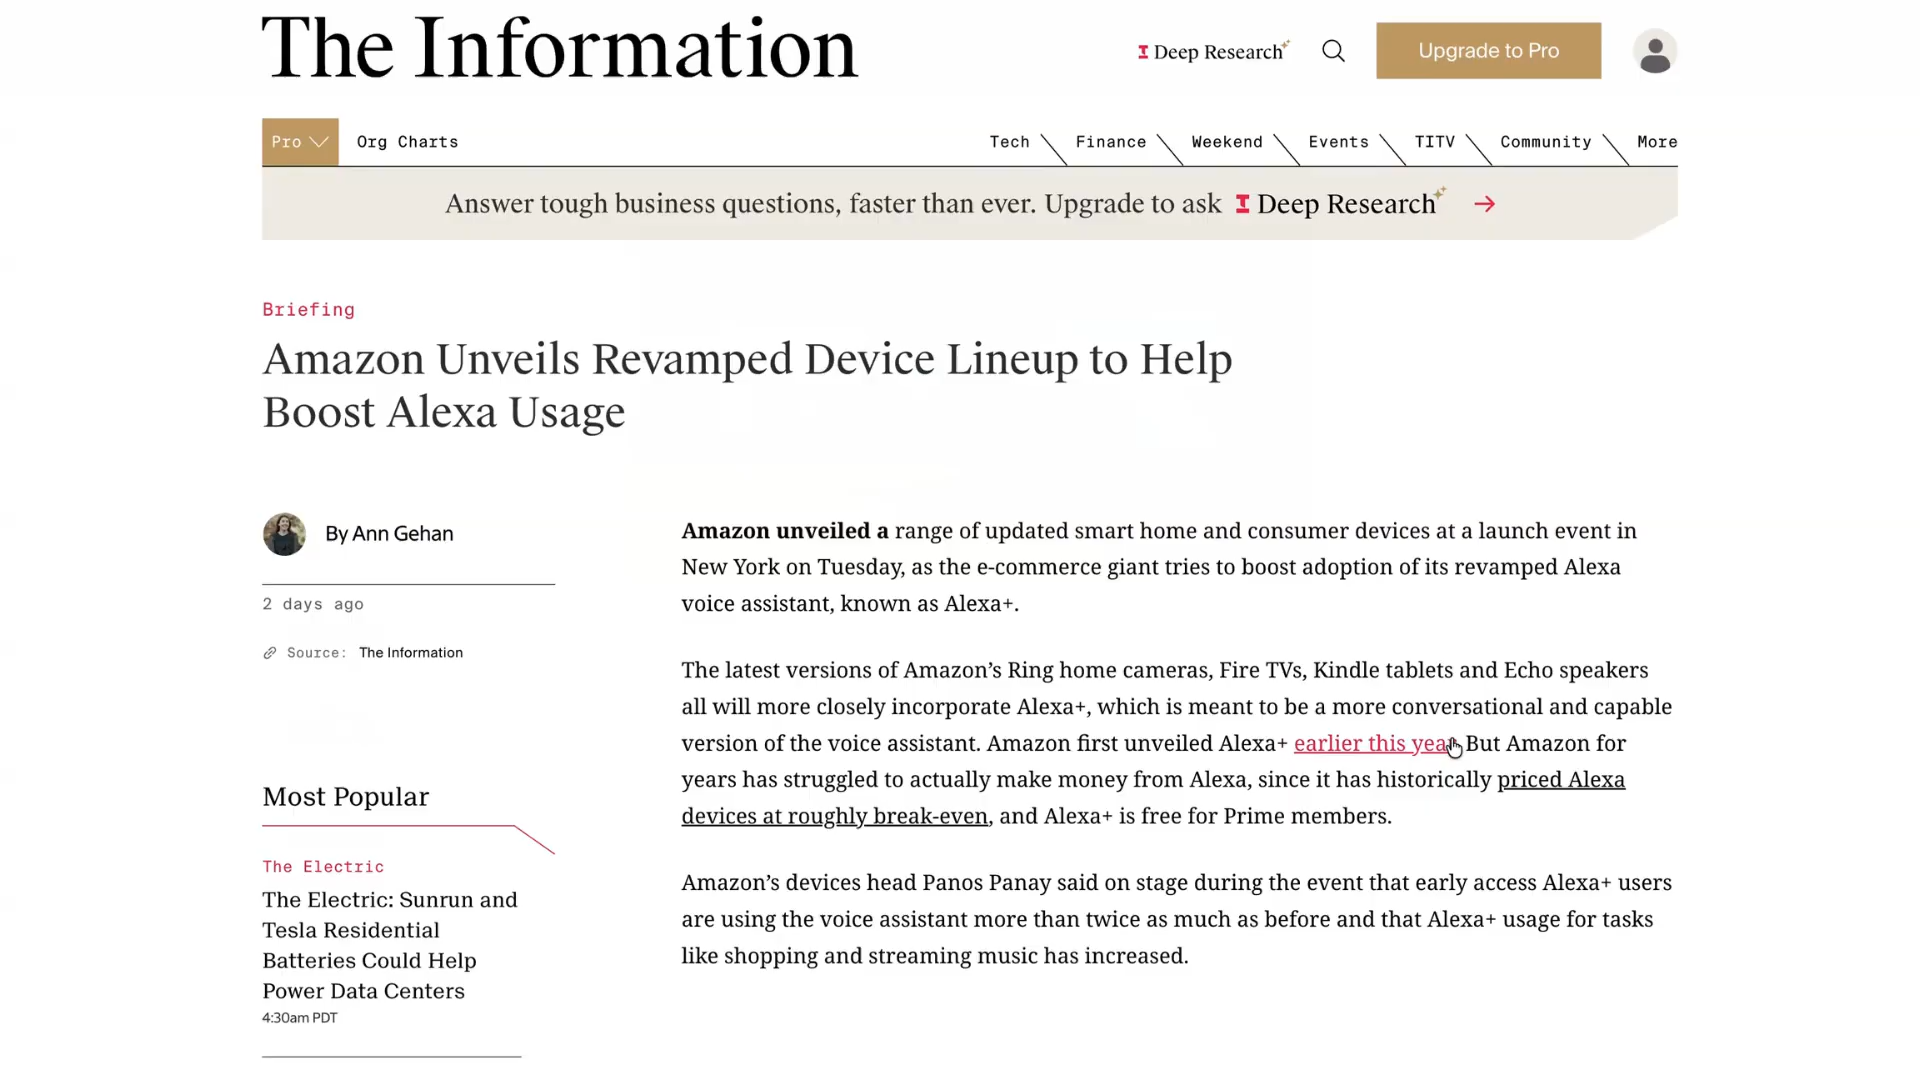 The Information
Deep Research
Upgrade to Pro
Pro
Org Charts
Tech
Finance
Weekend
Events
TITV
Community
More
Answer tough business questions, faster than ever. Upgrade to ask Deep Research
Briefing
Amazon Unveils Revamped Device Lineup to Help
Boost Alexa Usage
By Ann Gehan
2 days ago
Source: The Information
Amazon unveiled a range of updated smart home and consumer devices at a launch event in
New York on Tuesday, as the e-commerce giant tries to boost adoption of its revamped Alexa
voice assistant, known as Alexa+.
The latest versions of Amazon’s Ring home cameras, Fire TVs, Kindle tablets and Echo speakers
all will more closely incorporate Alexa+, which is meant to be a more conversational and capable
version of the voice assistant. Amazon first unveiled Alexa+ earlier this year. But Amazon for
years has struggled to actually make money from Alexa, since it has historically priced Alexa
devices at roughly break-even, and Alexa+ is free for Prime members.
Amazon’s devices head Panos Panay said on stage during the event that early access Alexa+ users
are using the voice assistant more than twice as much as before and that Alexa+ usage for tasks
like shopping and streaming music has increased.
Most Popular
The Electric
The Electric: Sunrun and
Tesla Residential
Batteries Could Help
Power Data Centers
4:30am PDT